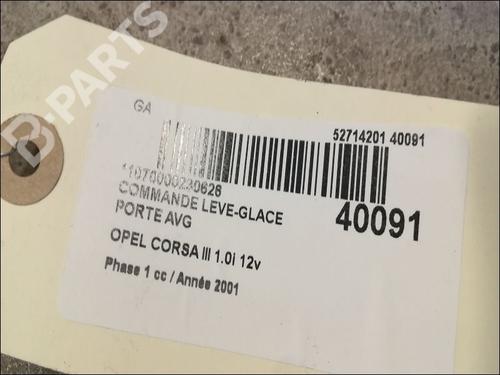 B-PARTS
GA
52714201 40091
11070000230628
COMMANDE LEVE-GLACE
PORTE AVG
40091
OPEL CORSA III 1.0i 12v
Phase 1 cc / Année 2001